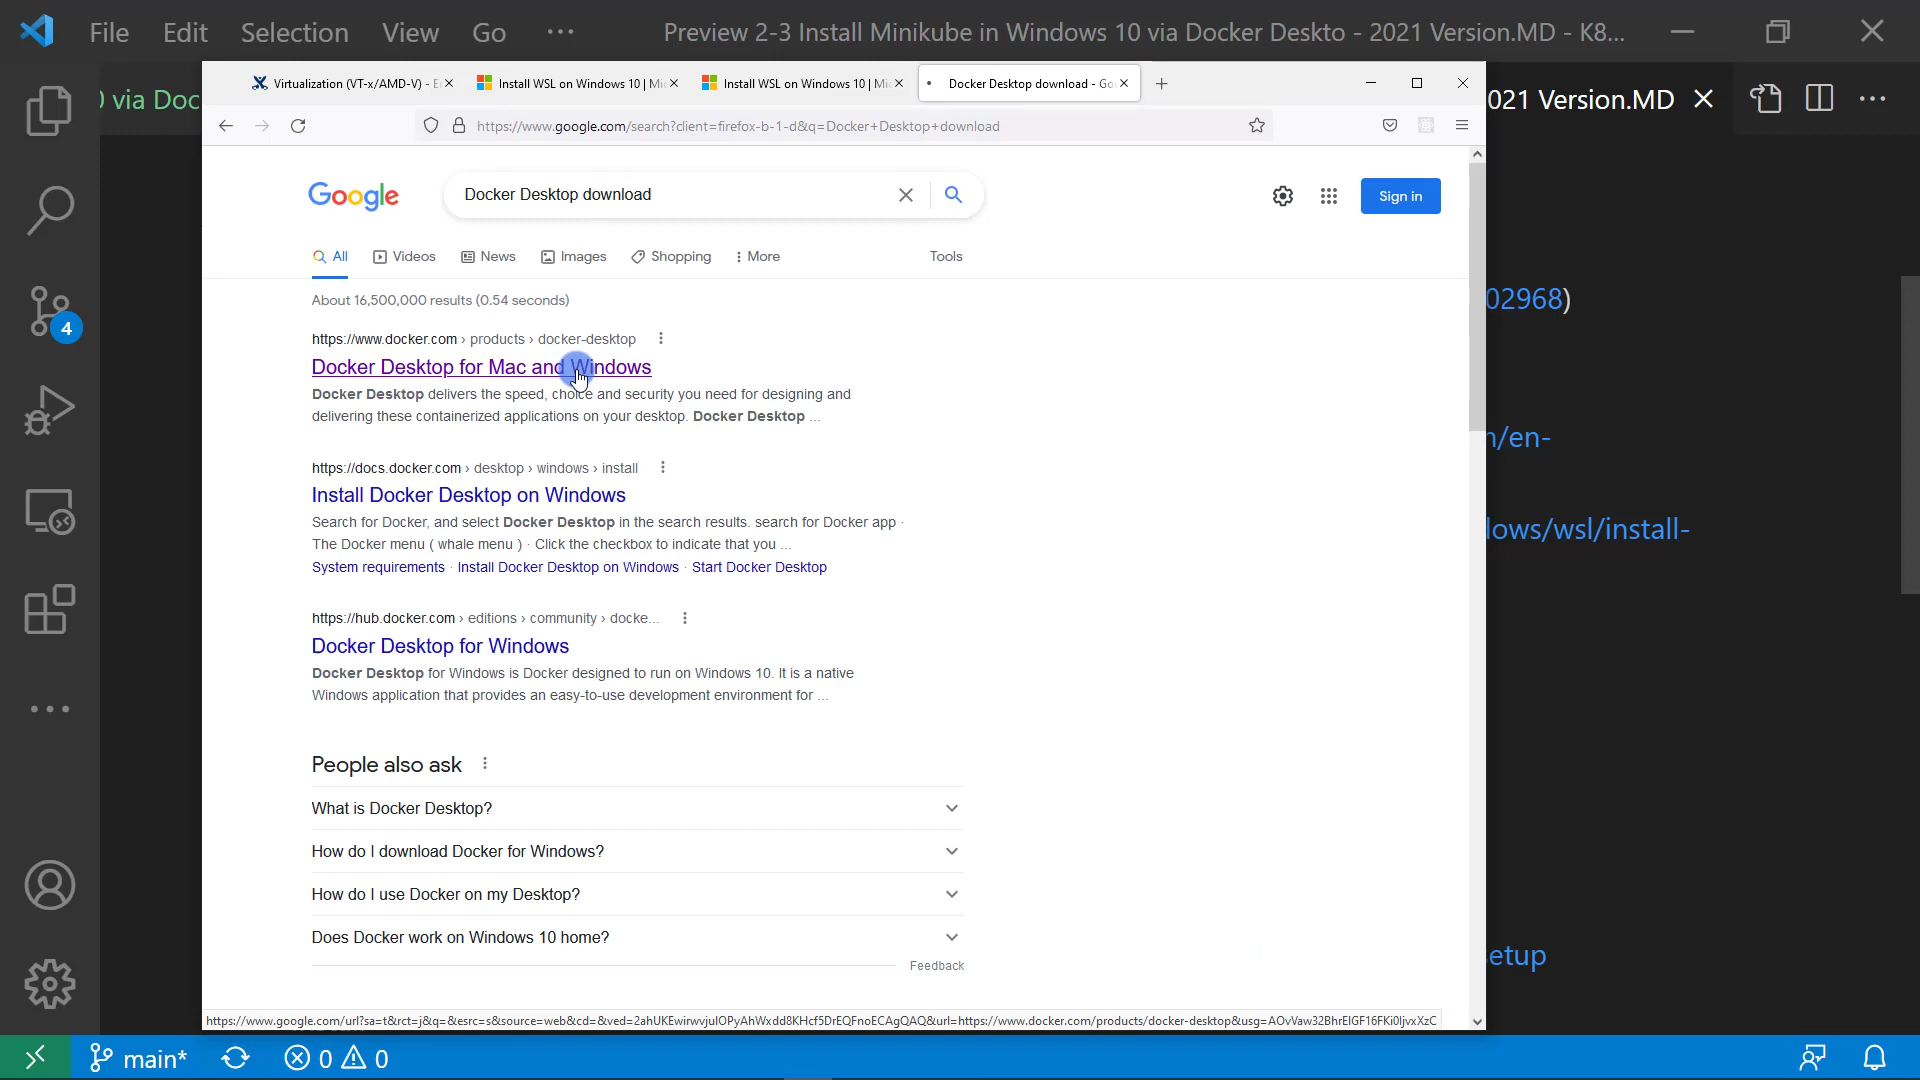 File Edit Selection View Go ··· Preview 2-3 Install Minikube in Windows 10 via Docker Deskto - 2021 Version.MD - K8...
) via Doc
021 Version.MD
Virtualization (VT-x/AMD-V) - E
Install WSL on Windows 10 | Mic
Install WSL on Windows 10 | Mic
Docker Desktop download - Go
https://www.google.com/search?client=firefox-b-1-d&q=Docker+Desktop+download
Google
Docker Desktop download
Sign in
All Videos News Images Shopping More Tools
About 16,500,000 results (0.54 seconds)
https://www.docker.com › products › docker-desktop
Docker Desktop for Mac and Windows
Docker Desktop delivers the speed, choice and security you need for designing and
delivering these containerized applications on your desktop. Docker Desktop ...
https://docs.docker.com › desktop › windows › install
Install Docker Desktop on Windows
Search for Docker, and select Docker Desktop in the search results. search for Docker app ·
The Docker menu ( whale menu ) · Click the checkbox to indicate that you ...
System requirements · Install Docker Desktop on Windows · Start Docker Desktop
https://hub.docker.com › editions › community › docke...
Docker Desktop for Windows
Docker Desktop for Windows is Docker designed to run on Windows 10. It is a native
Windows application that provides an easy-to-use development environment for ...
People also ask
What is Docker Desktop?
How do I download Docker for Windows?
How do I use Docker on my Desktop?
Does Docker work on Windows 10 home?
Feedback
02968)
n/en-
lows/wsl/install-
setup
4
main* 0 0